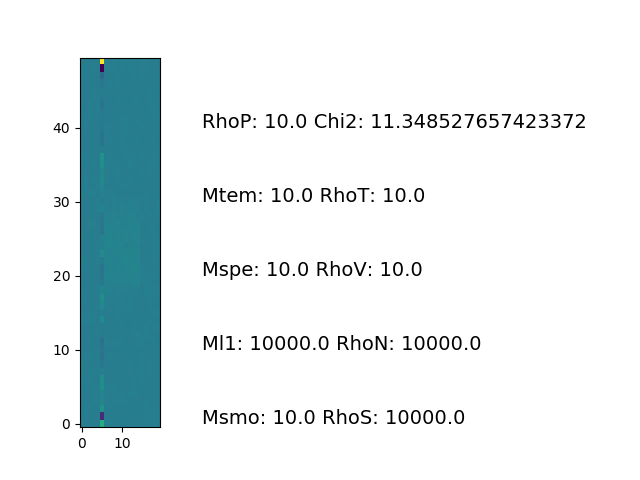 RhoP: 10.0 Chi2: 11.348527657423372
40
Mtem: 10.0 RhoT: 10.0
30
Mspe: 10.0 RhoV: 10.0
20
Ml1: 10000.0 RhoN: 10000.0
10
Msmo: 10.0 RhoS: 10000.0
0
0 10